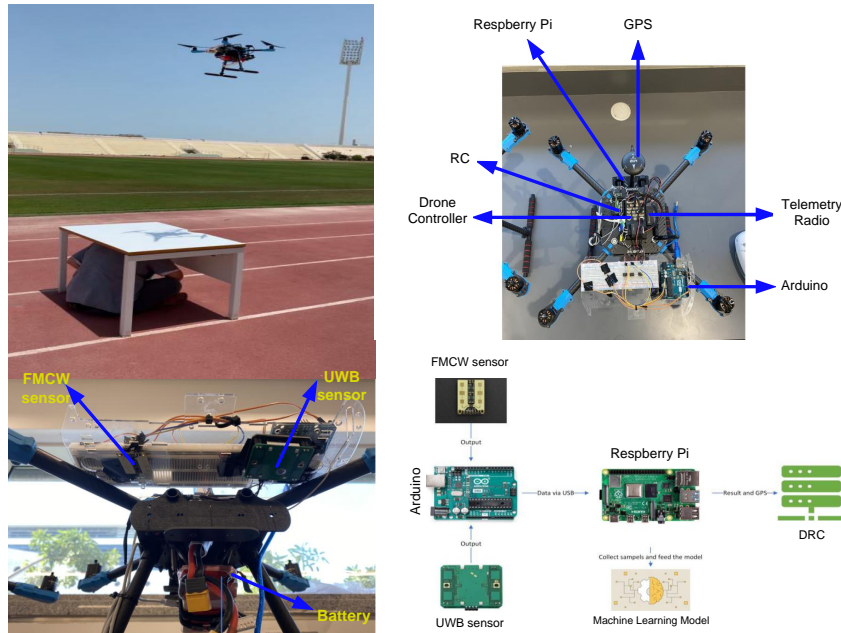 Respberry Pi
GPS
RC
Drone
Controller
Telemetry
Radio
Arduino
FMCW
sensor
UWB
sensor
Battery
FMCW sensor
Output
Arduino
Data via USB
Respberry Pi
Result and GPS
DRC
Output
Collect sampels and feed the model
UWB sensor
Machine Learning Model